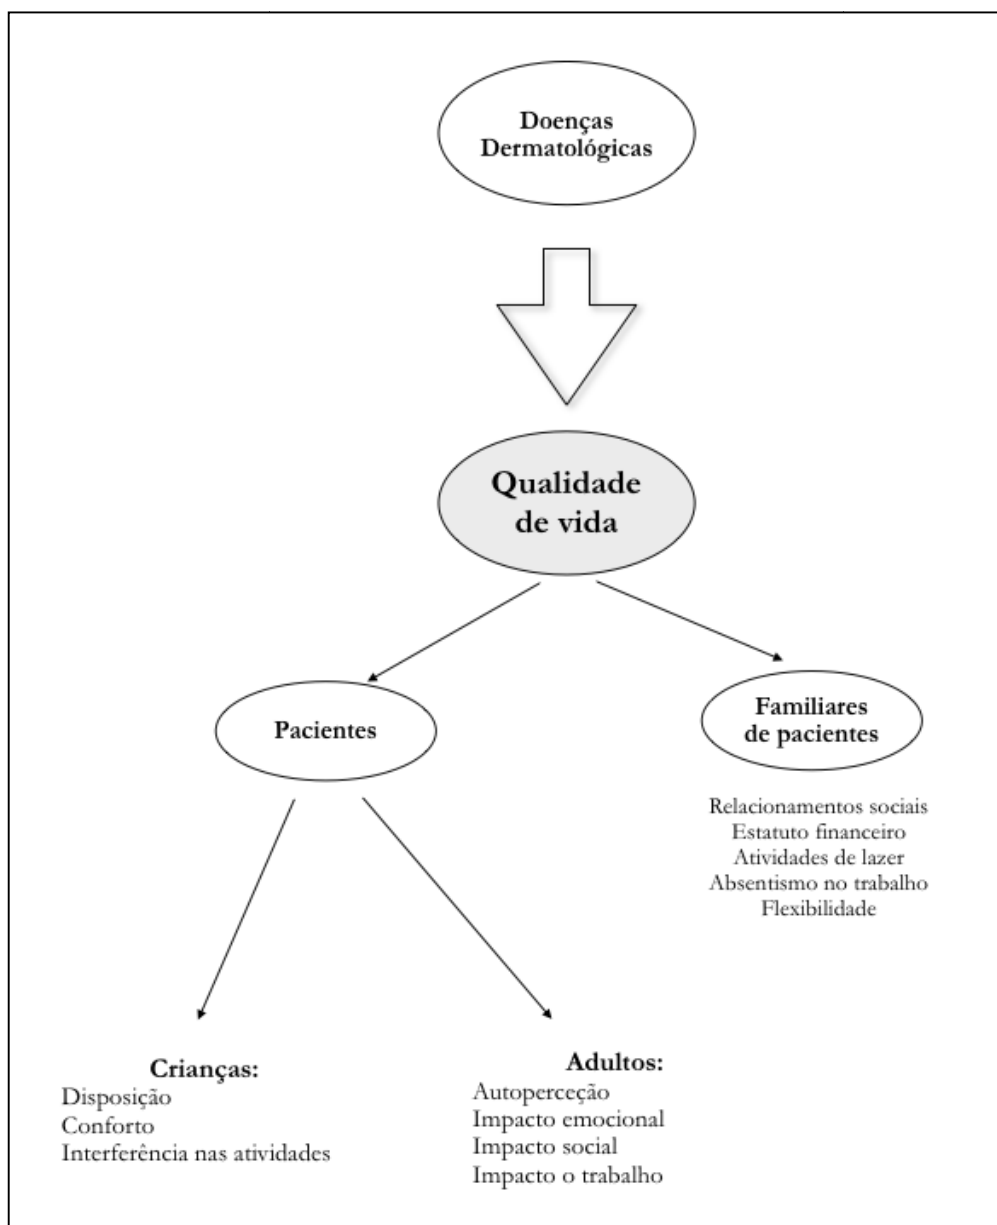 Doenças
Dermatológicas
Qualidade
de vida
Pacientes
Familiares
de pacientes
Relacionamentos sociais
Estatuto financeiro
Atividades de lazer
Absentismo no trabalho
Flexibilidade
Crianças:
Disposição
Conforto
Interferência nas atividades
Adultos:
Autoperceção
Impacto emocional
Impacto social
Impacto o trabalho